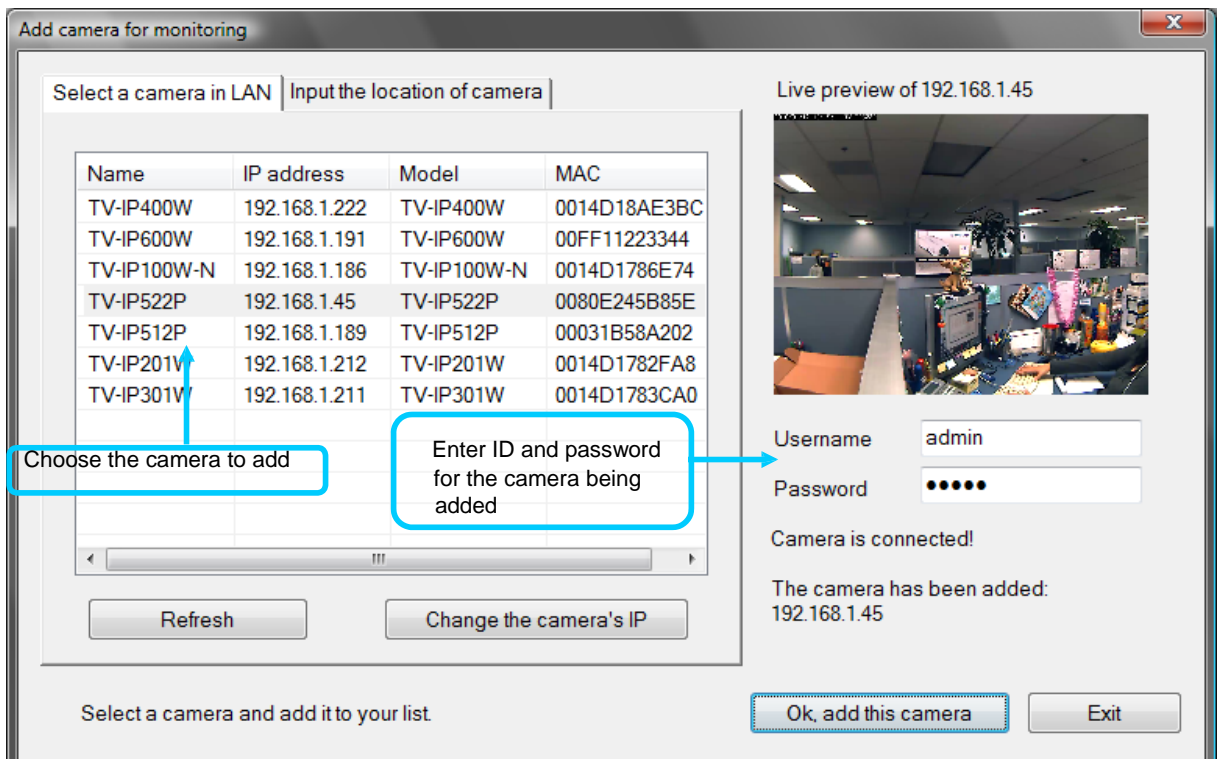 Add camera for monitoring
X
Select a camera in LAN Input the location of camera
Live preview of 192.168.1.45
Name IP address Model MAC
TV-IP400W 192.168.1.222 TV-IP400W 0014D18AE3BC
TV-IP600W 192.168.1.191 TV-IP600W 00FF11223344
TV-IP100W-N 192.168.1.186 TV-IP100W-N 0014D1786E74
TV-IP522P 192.168.1.45 TV-IP522P 0080E245B85E
TV-IP512P 192.168.1.189 TV-IP512P 00031B58A202
TV-IP201W 192.168.1.212 TV-IP201W 0014D1782FA8
TV-IP301W 192.168.1.211 TV-IP301W 0014D1783CA0
Choose the camera to add
Enter ID and password
for the camera being
added
Username admin
Password •••••
Camera is connected!
The camera has been added:
192.168.1.45
Refresh Change the camera's IP
Select a camera and add it to your list.
Ok, add this camera Exit